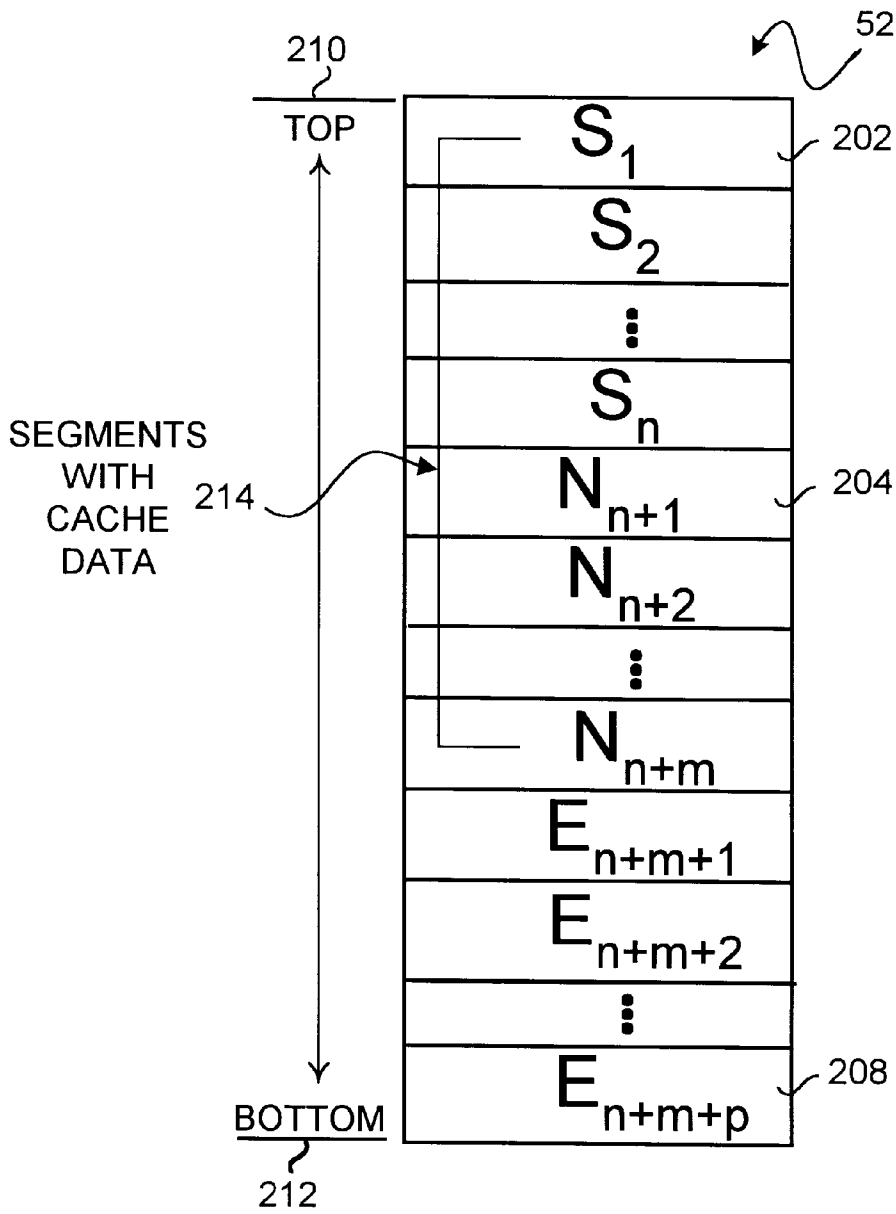 52
210
TOP
S1
202
S2
⋮
Sn
SEGMENTS
WITH
CACHE
DATA
214
Nn+1
204
Nn+2
⋮
Nn+m
En+m+1
En+m+2
⋮
En+m+p
208
BOTTOM
212